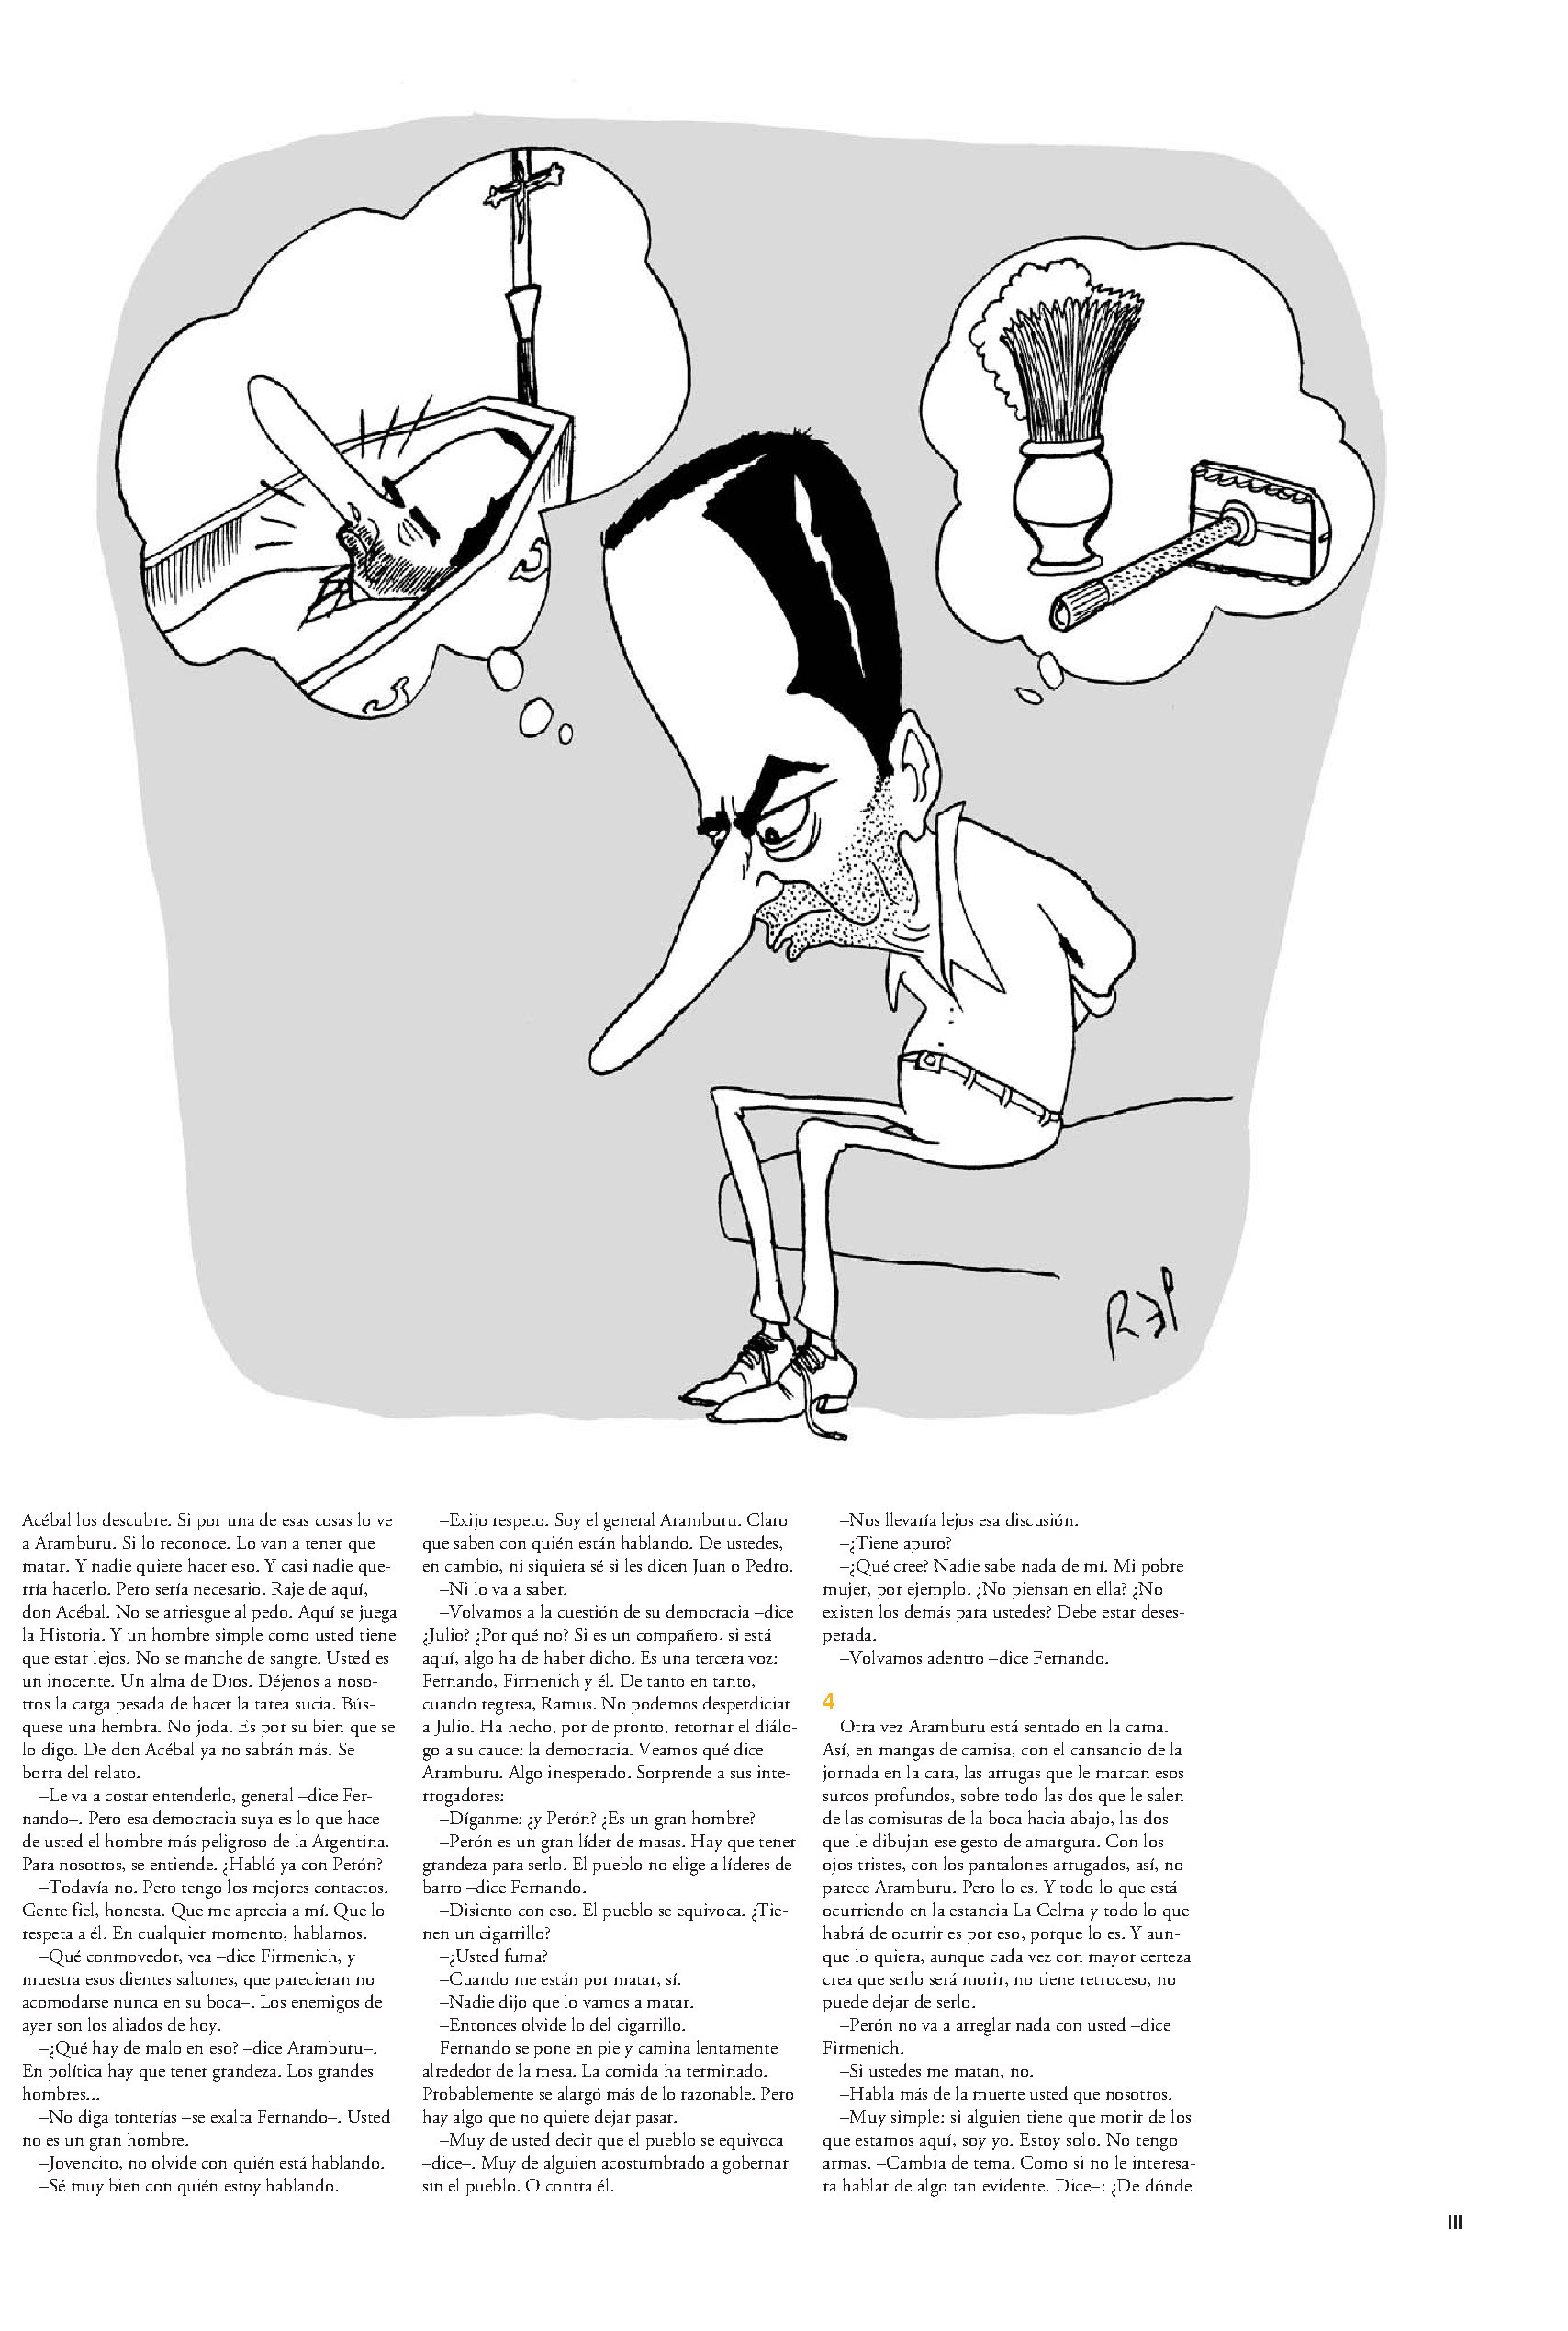 REP
Acébal los descubre. Si por una de esas cosas lo ve
a Aramburu. Si lo reconoce. Lo van a tener que
matar. Y nadie quiere hacer eso. Y casi nadie que-
rría hacerlo. Pero sería necesario. Raje de aquí,
don Acébal. No se arriesgue al pedo. Aquí se juega
la Historia. Y un hombre simple como usted tiene
que estar lejos. No se manche de sangre. Usted es
un inocente. Un alma de Dios. Déjenos a noso-
tros la carga pesada de hacer la tarea sucia. Bús-
quese una hembra. No joda. Es por su bien que se
lo digo. De don Acébal ya no sabrán más. Se
borra del relato.
–Le va a costar entenderlo, general –dice Fer-
nando–. Pero esa democracia suya es lo que hace
de usted el hombre más peligroso de la Argentina.
Para nosotros, se entiende. ¿Habló ya con Perón?
–Todavía no. Pero tengo los mejores contactos.
Gente fiel, honesta. Que me aprecia a mí. Que lo
respeta a él. En cualquier momento, hablamos.
–Qué conmovedor, vea –dice Firmenich, y
muestra esos dientes saltones, que parecieran no
acomodarse nunca en su boca–. Los enemigos de
ayer son los aliados de hoy.
–¿Qué hay de malo en eso? –dice Aramburu–.
En política hay que tener grandeza. Los grandes
hombres...
–No diga tonterías –se exalta Fernando–. Usted
no es un gran hombre.
–Jovencito, no olvide con quién está hablando.
–Sé muy bien con quién estoy hablando.
–Exijo respeto. Soy el general Aramburu. Claro
que saben con quién están hablando. De ustedes,
en cambio, ni siquiera sé si les dicen Juan o Pedro.
–Ni lo va a saber.
–Volvamos a la cuestión de su democracia –dice
¿Julio? ¿Por qué no? Si es un compañero, si está
aquí, algo ha de haber dicho. Es una tercera voz:
Fernando, Firmenich y él. De tanto en tanto,
cuando regresa, Ramus. No podemos desperdiciar
a Julio. Ha hecho, por de pronto, retornar el diálo-
go a su cauce: la democracia. Veamos qué dice
Aramburu. Algo inesperado. Sorprende a sus inte-
rrogadores:
–Díganme: ¿y Perón? ¿Es un gran hombre?
–Perón es un gran líder de masas. Hay que tener
grandeza para serlo. El pueblo no elige a líderes de
barro –dice Fernando.
–Disiento con eso. El pueblo se equivoca. ¿Tie-
nen un cigarrillo?
–¿Usted fuma?
–Cuando me están por matar, sí.
–Nadie dijo que lo vamos a matar.
–Entonces olvide lo del cigarrillo.
Fernando se pone en pie y camina lentamente
alrededor de la mesa. La comida ha terminado.
Probablemente se alargó más de lo razonable. Pero
hay algo que no quiere dejar pasar.
–Muy de usted decir que el pueblo se equivoca
–dice–. Muy de alguien acostumbrado a gobernar
sin el pueblo. O contra él.
–Nos llevaría lejos esa discusión.
–¿Tiene apuro?
–¿Qué cree? Nadie sabe nada de mí. Mi pobre
mujer, por ejemplo. ¿No piensan en ella? ¿No
existen los demás para ustedes? Debe estar deses-
perada.
–Volvamos adentro –dice Fernando.
4
Otra vez Aramburu está sentado en la cama.
Así, en mangas de camisa, con el cansancio de la
jornada en la cara, las arrugas que le marcan esos
surcos profundos, sobre todo las dos que le salen
de las comisuras de la boca hacia abajo, las dos
que le dibujan ese gesto de amargura. Con los
ojos tristes, con los pantalones arrugados, así, no
parece Aramburu. Pero lo es. Y todo lo que está
ocurriendo en la estancia La Celma y todo lo que
habrá de ocurrir es por eso, porque lo es. Y aun-
que lo quiera, aunque cada vez con mayor certeza
crea que serlo será morir, no tiene retroceso, no
puede dejar de serlo.
–Perón no va a arreglar nada con usted –dice
Firmenich.
–Si ustedes me matan, no.
–Habla más de la muerte usted que nosotros.
–Muy simple: si alguien tiene que morir de los
que estamos aquí, soy yo. Estoy solo. No tengo
armas. –Cambia de tema. Como si no le interesa-
ra hablar de algo tan evidente. Dice–: ¿De dónde
III